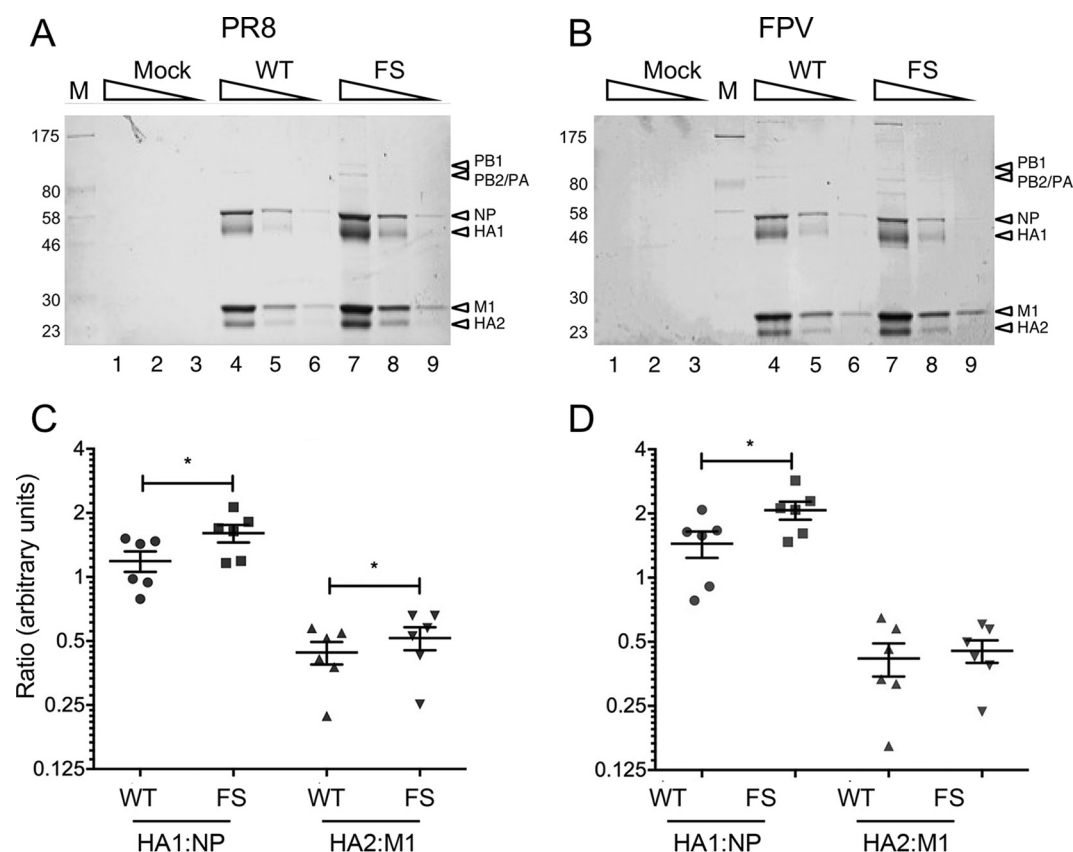 A PR8
Mock WT FS
M
175
80
58
46
30
23
PB1
PB2/PA
NP
HA1
M1
HA2
1 2 3 4 5 6 7 8 9
B FPV
Mock M WT FS
175
80
58
46
30
23
PB1
PB2/PA
NP
HA1
M1
HA2
1 2 3 4 5 6 7 8 9
C
Ratio (arbitrary units)
4
2
1
0.5
0.25
0.125
* *
WT FS WT FS
HA1:NP HA2:M1
D
4
2
1
0.5
0.25
0.125
*
WT FS WT FS
HA1:NP HA2:M1